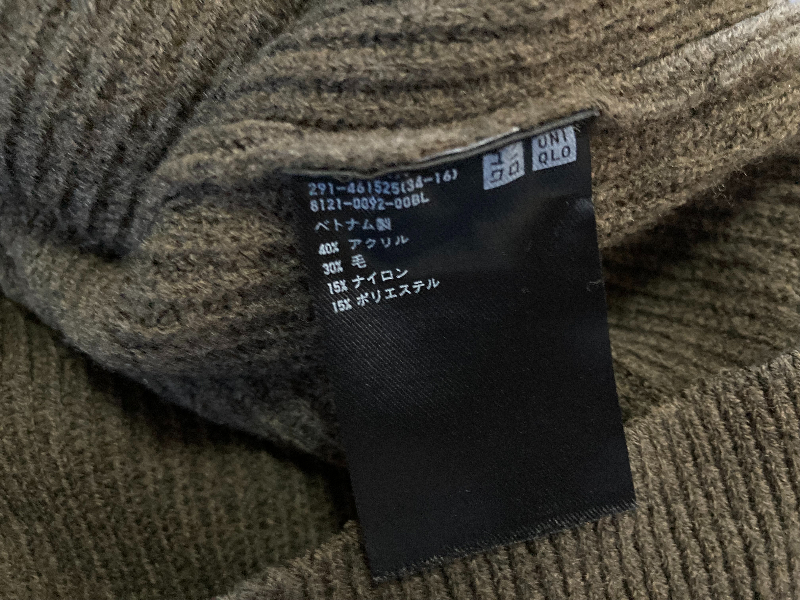 ユニ
クロ
UNI
QLO
291-461525(34-16)
8121-0092-00BL
ベトナム製
40% アクリル
30% 毛
15% ナイロン
15% ポリエステル